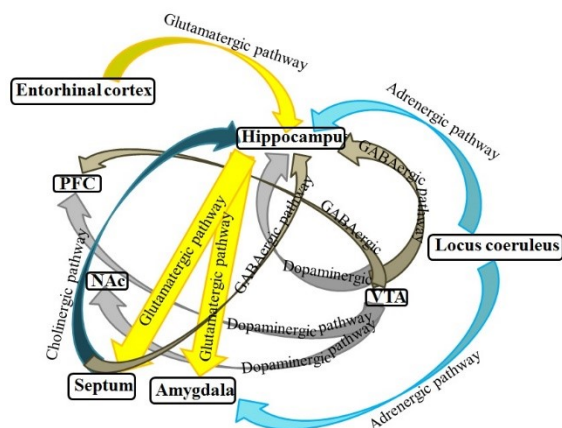 Glutamatergic pathway
Entorhinal cortex
Adrenergic pathway
Hippocampu
GABAergic pathway
PFC
GABAergic
Locus coeruleus
Glutamatergic pathway
Glutamatergic pathway
GABAergic pathway
Dopaminergic
NAc
VTA
Cholinergic pathway
Dopaminergic pathway
Dopaminergic pathway
Septum
Amygdala
Adrenergic pathway